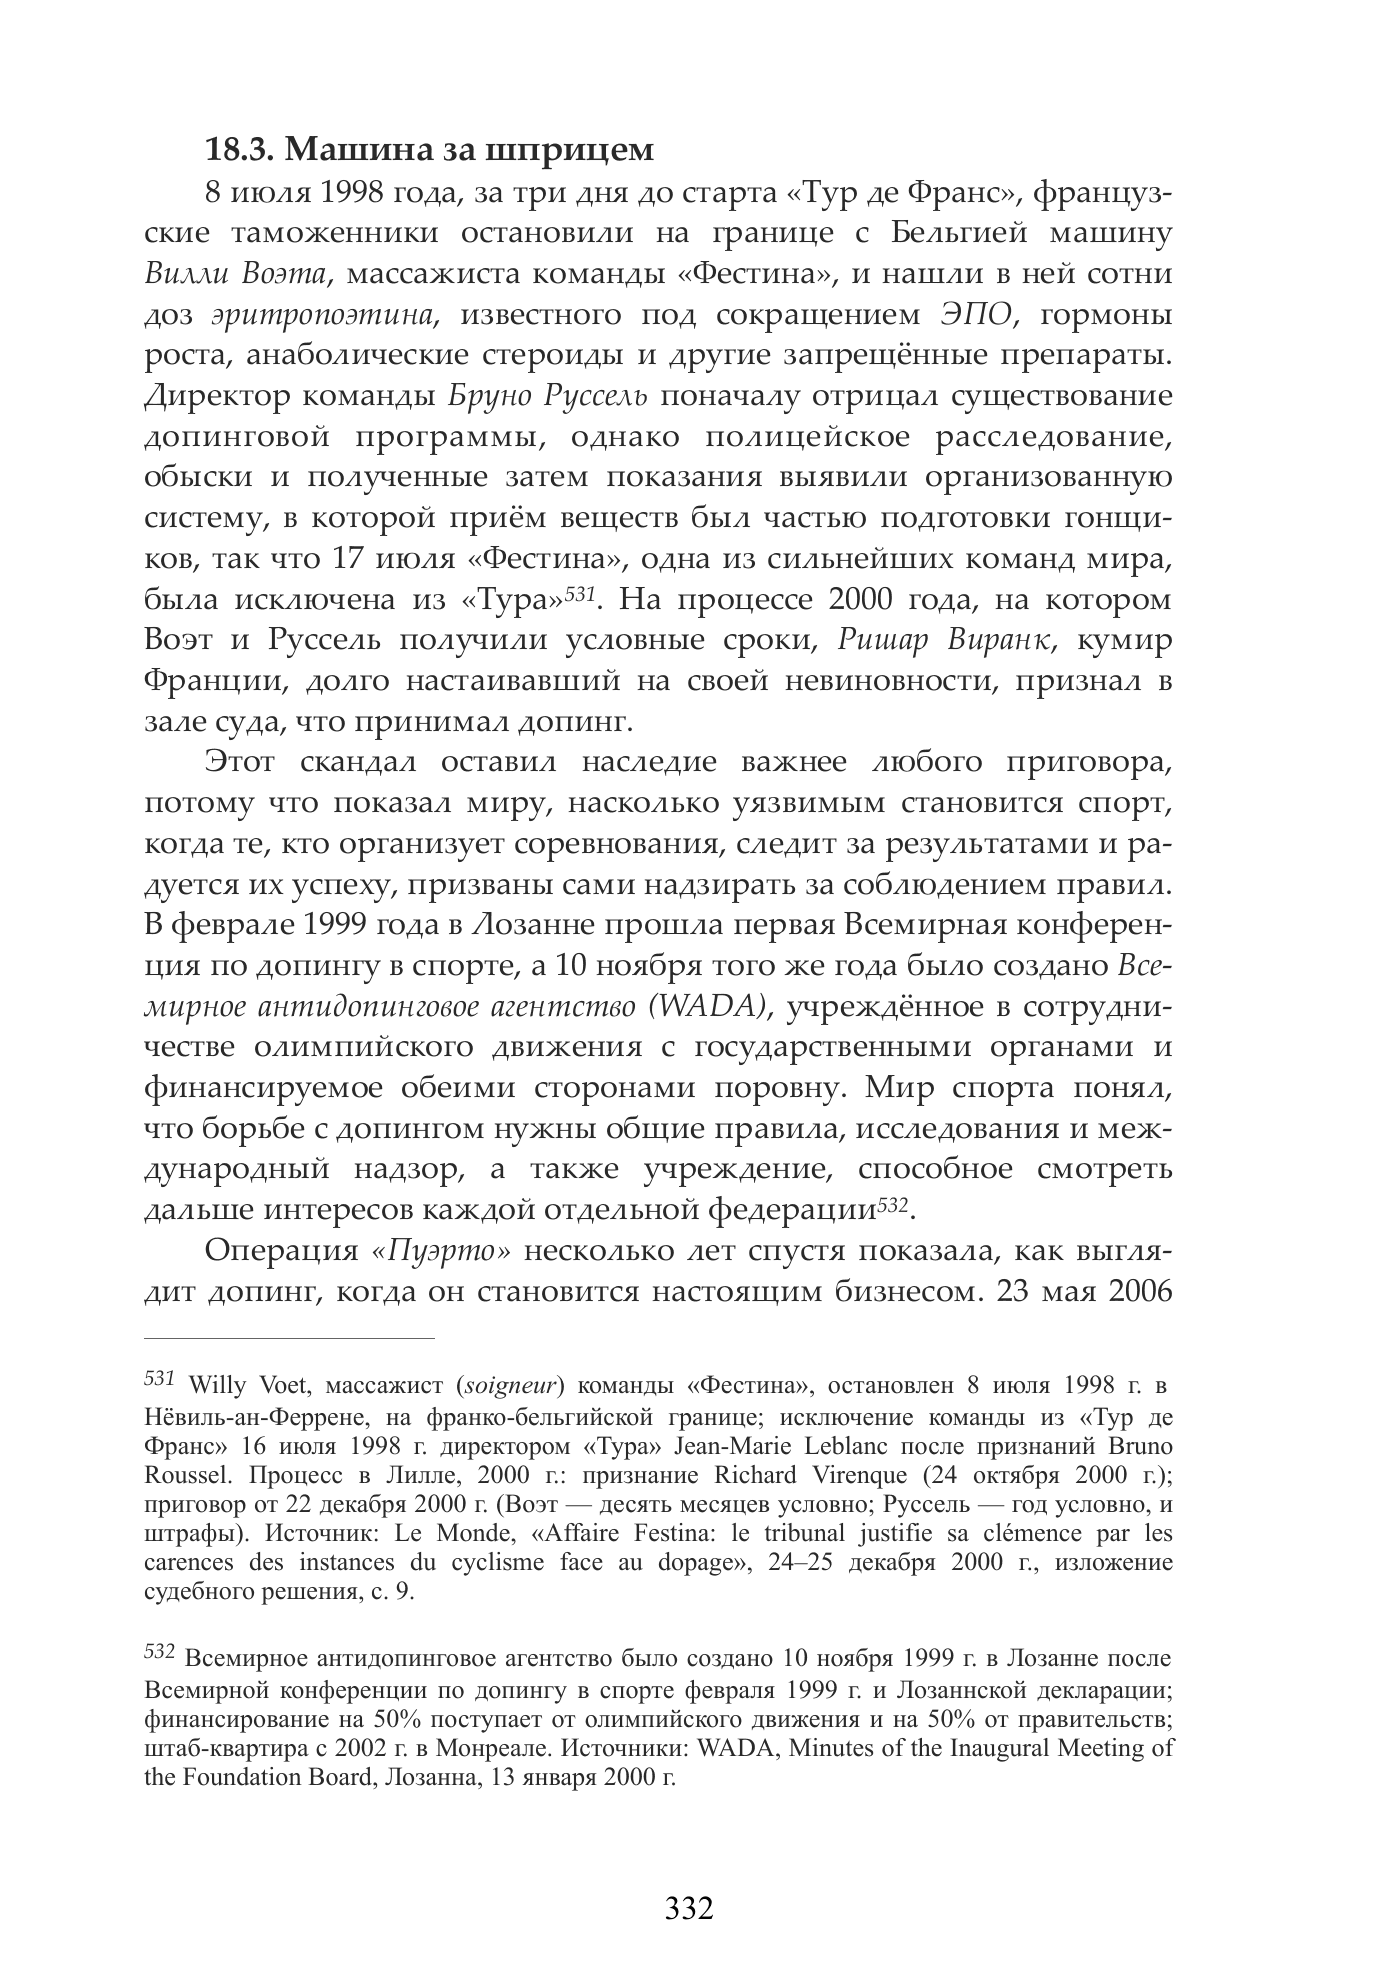 18.3. Машина за шприцем
8 июля 1998 года, за три дня до старта «Тур де Франс», француз-
ские таможенники остановили на границе с Бельгией машину
Вилли Воэта, массажиста команды «Фестина», и нашли в ней сотни
доз эритропоэтина, известного под сокращением ЭПО, гормоны
роста, анаболические стероиды и другие запрещённые препараты.
Директор команды Бруно Руссель поначалу отрицал существование
допинговой программы, однако полицейское расследование,
обыски и полученные затем показания выявили организованную
систему, в которой приём веществ был частью подготовки гонщи-
ков, так что 17 июля «Фестина», одна из сильнейших команд мира,
была исключена из «Тура»531. На процессе 2000 года, на котором
Воэт и Руссель получили условные сроки, Ришар Виранк, кумир
Франции, долго настаивавший на своей невиновности, признал в
зале суда, что принимал допинг.
Этот скандал оставил наследие важнее любого приговора,
потому что показал миру, насколько уязвимым становится спорт,
когда те, кто организует соревнования, следит за результатами и ра-
дуется их успеху, призваны сами надзирать за соблюдением правил.
В феврале 1999 года в Лозанне прошла первая Всемирная конферен-
ция по допингу в спорте, а 10 ноября того же года было создано Все-
мирное антидопинговое агентство (WADA), учреждённое в сотрудни-
честве олимпийского движения с государственными органами и
финансируемое обеими сторонами поровну. Мир спорта понял,
что борьбе с допингом нужны общие правила, исследования и меж-
дународный надзор, а также учреждение, способное смотреть
дальше интересов каждой отдельной федерации532.
Операция «Пуэрто» несколько лет спустя показала, как выгля-
дит допинг, когда он становится настоящим бизнесом. 23 мая 2006
531 Willy Voet, массажист (soigneur) команды «Фестина», остановлен 8 июля 1998 г. в
Нёвиль-ан-Феррене, на франко-бельгийской границе; исключение команды из «Тур де
Франс» 16 июля 1998 г. директором «Тура» Jean-Marie Leblanc после признаний Bruno
Roussel. Процесс в Лилле, 2000 г.: признание Richard Virenque (24 октября 2000 г.);
приговор от 22 декабря 2000 г. (Воэт — десять месяцев условно; Руссель — год условно, и
штрафы). Источник: Le Monde, «Affaire Festina: le tribunal justifie sa clémence par les
carences des instances du cyclisme face au dopage», 24–25 декабря 2000 г., изложение
судебного решения, с. 9.
532 Всемирное антидопинговое агентство было создано 10 ноября 1999 г. в Лозанне после
Всемирной конференции по допингу в спорте февраля 1999 г. и Лозаннской декларации;
финансирование на 50% поступает от олимпийского движения и на 50% от правительств;
штаб-квартира с 2002 г. в Монреале. Источники: WADA, Minutes of the Inaugural Meeting of
the Foundation Board, Лозанна, 13 января 2000 г.
332